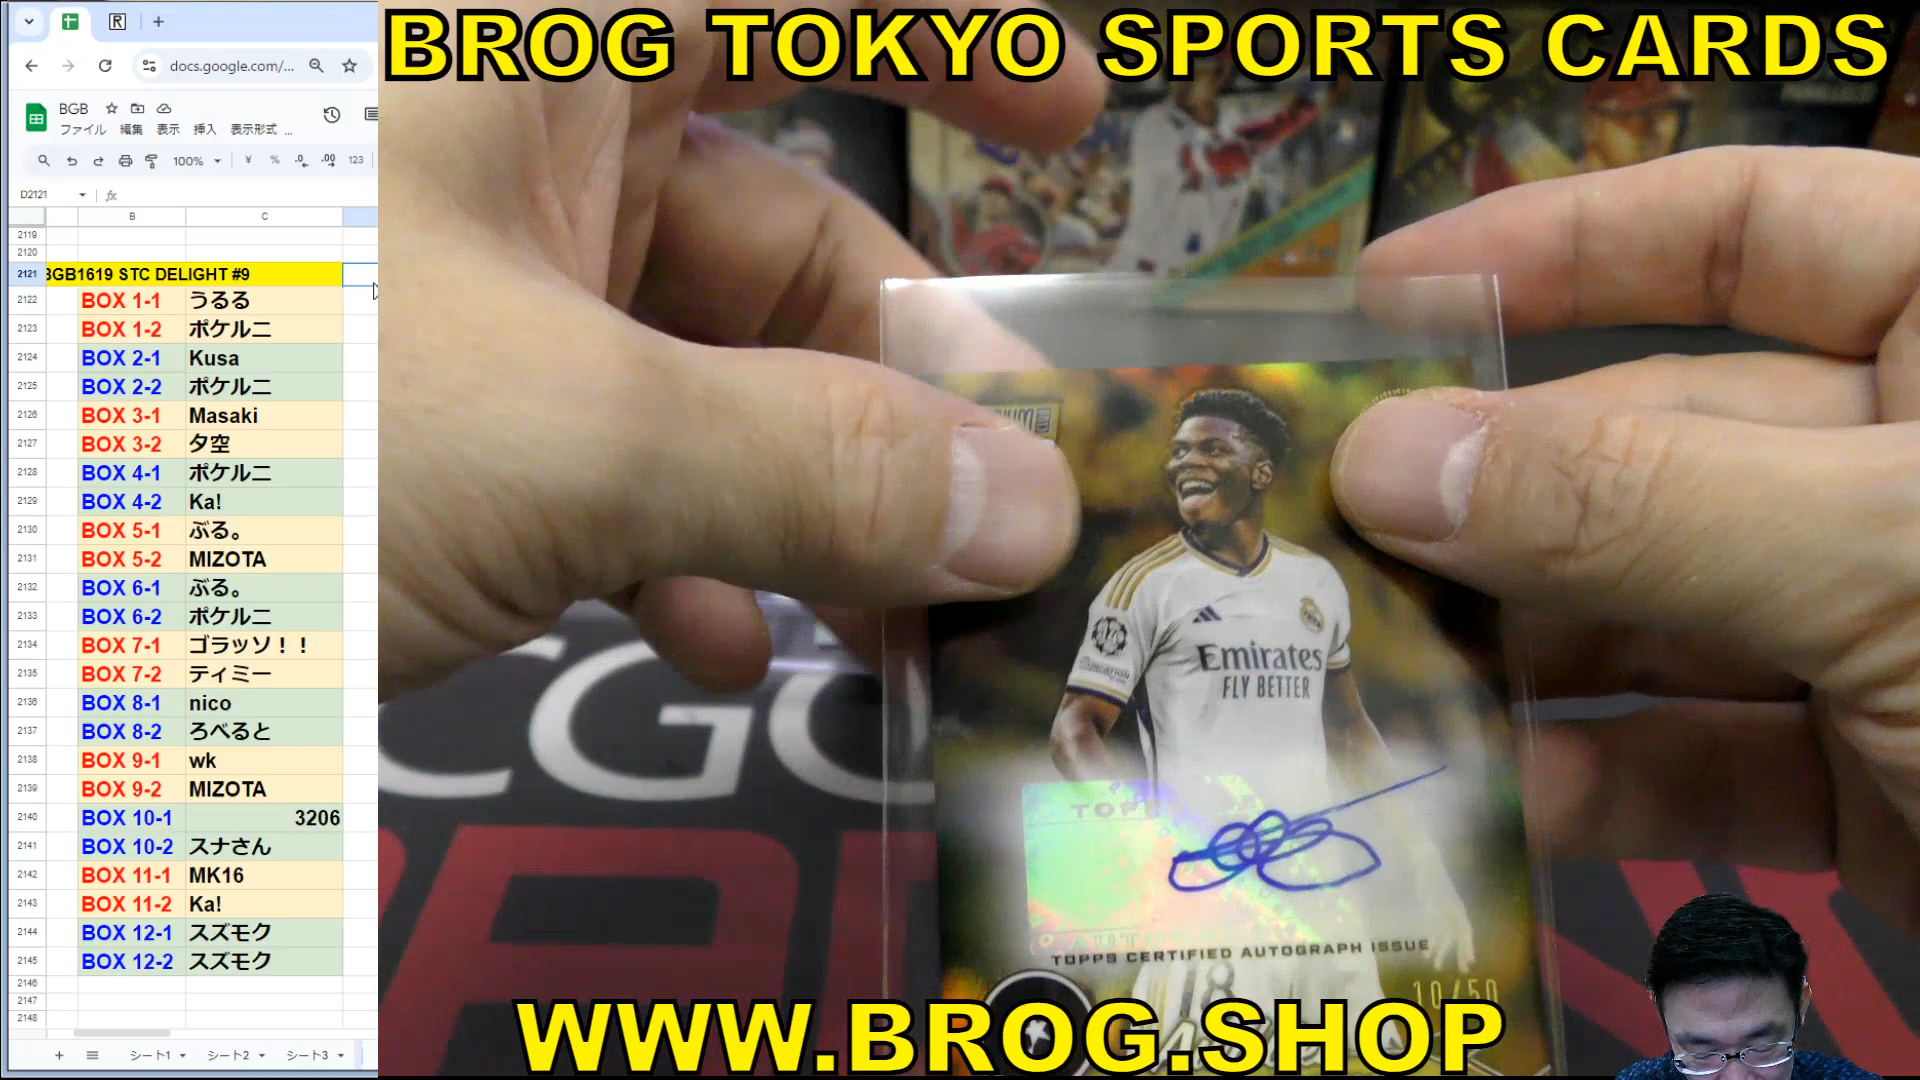 BROG TOKYO SPORTS CARDS
docs.google.com/...
BGB
ファイル 編集 表示 挿入 表示形式 ...
100% ¥ % .0 .00 123
D2121 fx
B C
2119
2120
2121 BGB1619 STC DELIGHT #9
2122 BOX 1-1 うるる
2123 BOX 1-2 ポケルニ
2124 BOX 2-1 Kusa
2125 BOX 2-2 ポケルニ
2126 BOX 3-1 Masaki
2127 BOX 3-2 夕空
2128 BOX 4-1 ポケルニ
2129 BOX 4-2 Ka!
2130 BOX 5-1 ぶる。
2131 BOX 5-2 MIZOTA
2132 BOX 6-1 ぶる。
2133 BOX 6-2 ポケルニ
2134 BOX 7-1 ゴラッソ！！
2135 BOX 7-2 ティミー
2136 BOX 8-1 nico
2137 BOX 8-2 ろべると
2138 BOX 9-1 wk
2139 BOX 9-2 MIZOTA
2140 BOX 10-1 3206
2141 BOX 10-2 スナさん
2142 BOX 11-1 MK16
2143 BOX 11-2 Ka!
2144 BOX 12-1 スズモク
2145 BOX 12-2 スズモク
2146
2147
2148
シート1 シート2 シート3
Emirates
FLY BETTER
TOPPS CERTIFIED AUTOGRAPH ISSUE
18
10/50
WWW.BROG.SHOP